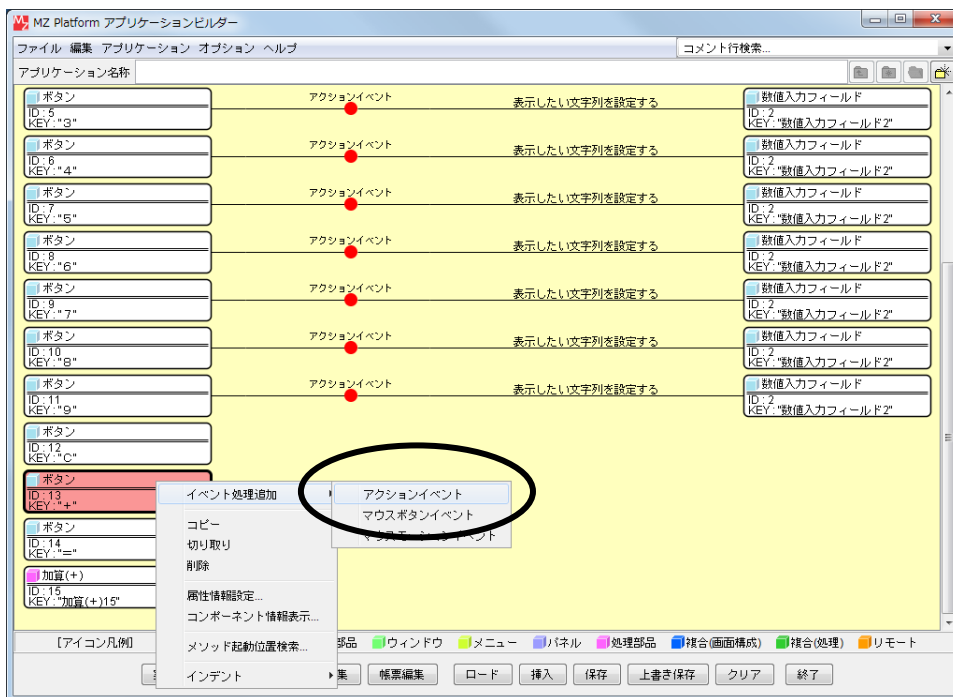 MZ Platform アプリケーションビルダー
ファイル 編集 アプリケーション オプション ヘルプ
コメント行検索...
アプリケーション名称
ボタン アクションイベント 表示したい文字列を設定する 数値入力フィールド
ID:5 ID:2
KEY:"3" KEY:"数値入力フィールド2"
ボタン アクションイベント 表示したい文字列を設定する 数値入力フィールド
ID:6 ID:2
KEY:"4" KEY:"数値入力フィールド2"
ボタン アクションイベント 表示したい文字列を設定する 数値入力フィールド
ID:7 ID:2
KEY:"5" KEY:"数値入力フィールド2"
ボタン アクションイベント 表示したい文字列を設定する 数値入力フィールド
ID:8 ID:2
KEY:"6" KEY:"数値入力フィールド2"
ボタン アクションイベント 表示したい文字列を設定する 数値入力フィールド
ID:9 ID:2
KEY:"7" KEY:"数値入力フィールド2"
ボタン アクションイベント 表示したい文字列を設定する 数値入力フィールド
ID:10 ID:2
KEY:"8" KEY:"数値入力フィールド2"
ボタン アクションイベント 表示したい文字列を設定する 数値入力フィールド
ID:11 ID:2
KEY:"9" KEY:"数値入力フィールド2"
ボタン
ID:12
KEY:"C"
ボタン
ID:13
KEY:"+"
ボタン
ID:14
KEY:"="
加算(+)
ID:15
KEY:"加算(+)15"
イベント処理追加
コピー
切り取り
削除
属性情報設定...
コンポーネント情報表示...
メソッド起動位置検索...
インデント
アクションイベント
マウスボタンイベント
マウスモーションイベント
[アイコン凡例] 部品 ウィンドウ メニュー パネル 処理部品 複合(画面構成) 複合(処理) リモート
集 帳票編集 ロード 挿入 保存 上書き保存 クリア 終了